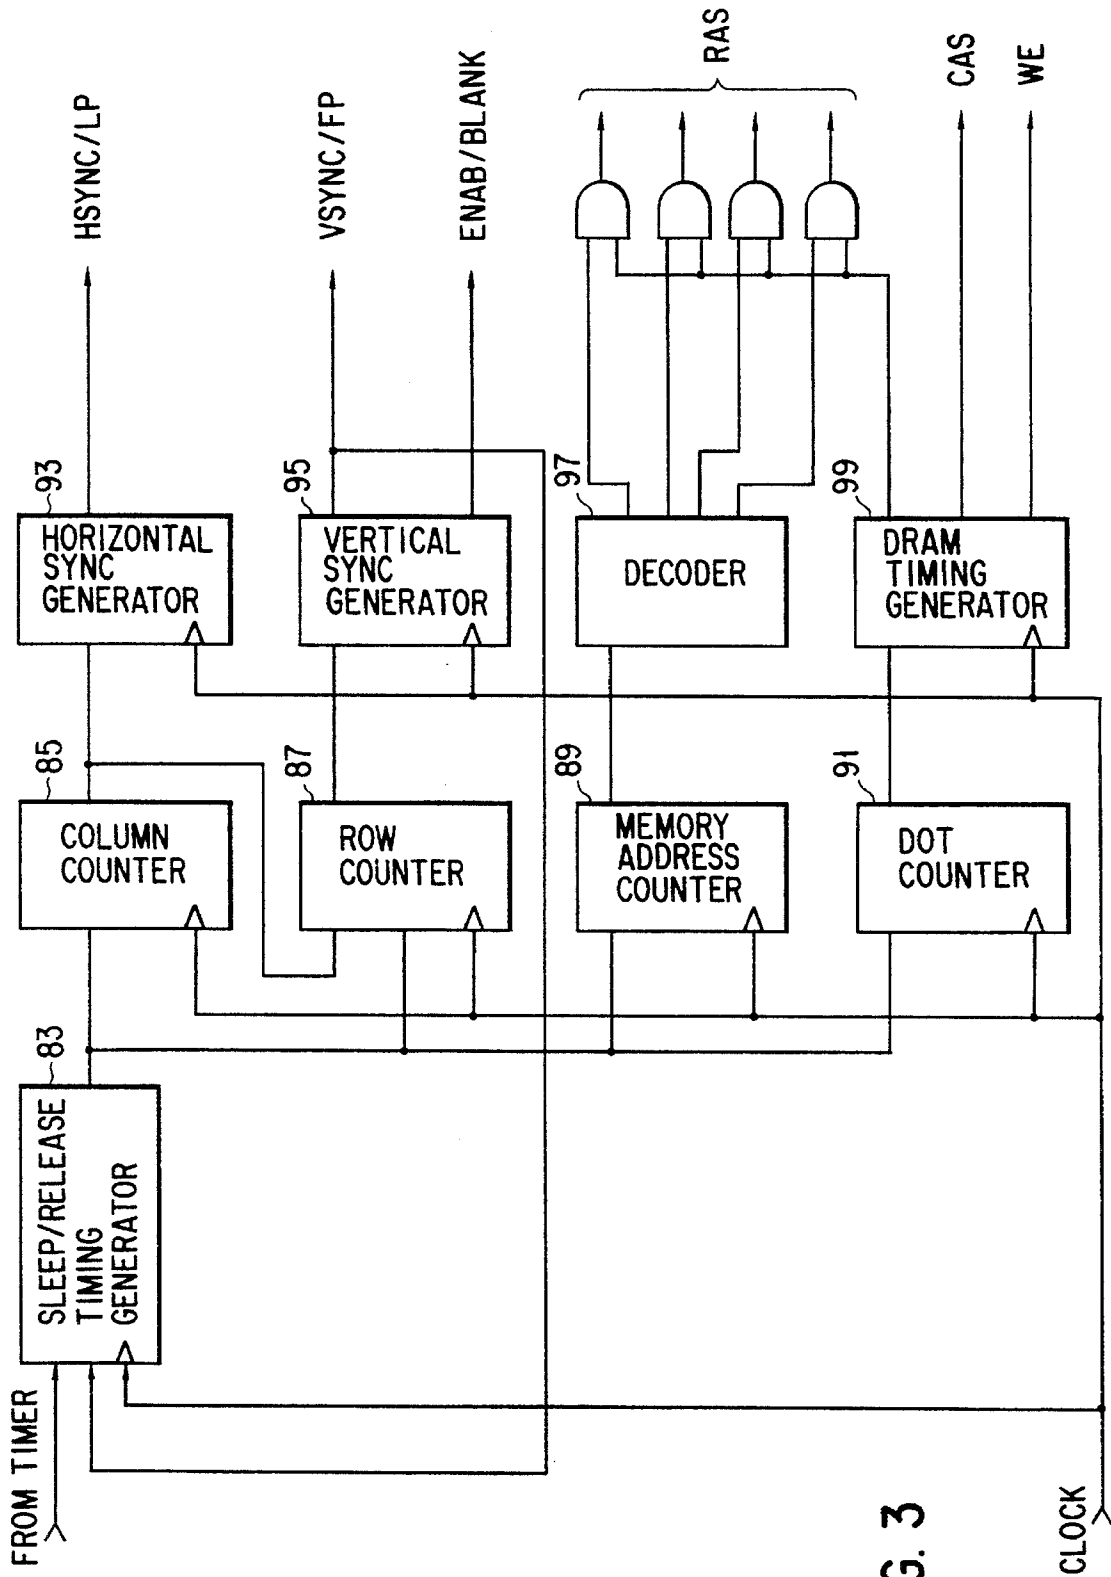 FROM TIMER
SLEEP/RELEASE
TIMING
GENERATOR
83
COLUMN
COUNTER
85
HORIZONTAL
SYNC
GENERATOR
93
HSYNC/LP
ROW
COUNTER
87
VERTICAL
SYNC
GENERATOR
95
VSYNC/FP
ENAB/BLANK
MEMORY
ADDRESS
COUNTER
89
DECODER
97
RAS
DOT
COUNTER
91
DRAM
TIMING
GENERATOR
99
CAS
WE
CLOCK
G. 3